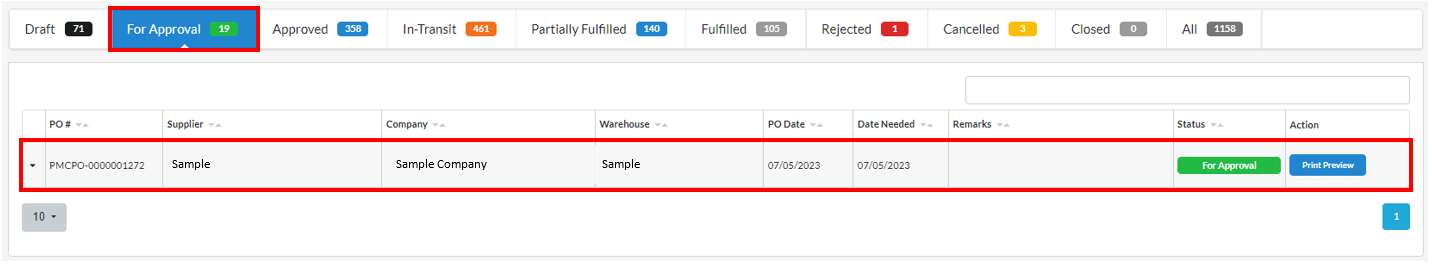 Draft 71 For Approval 19 Approved 358 In-Transit 461 Partially Fulfilled 140 Fulfilled 105 Rejected 1 Cancelled 3 Closed 0 All 1158
PO # Supplier Company Warehouse PO Date Date Needed Remarks Status Action
PMCPO-0000001272 Sample Sample Company Sample 07/05/2023 07/05/2023 For Approval Print Preview
10 1